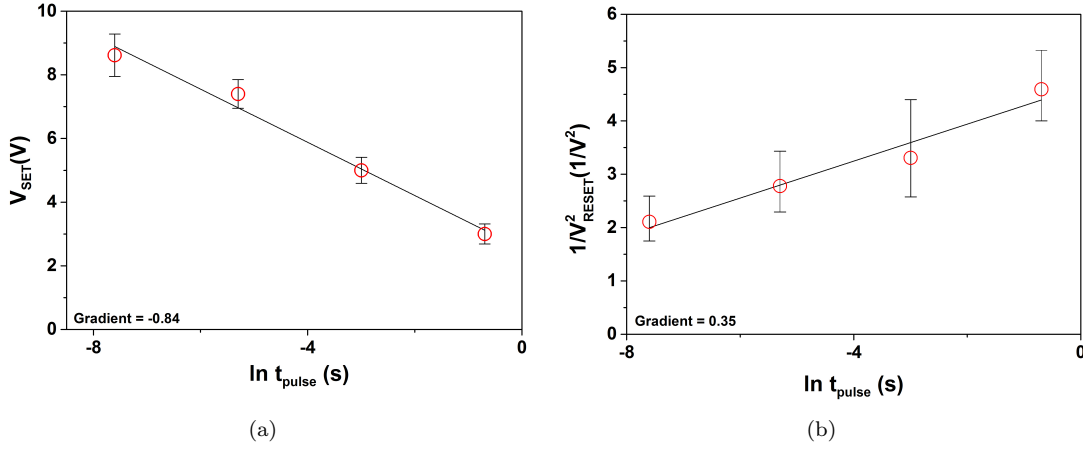 10
8
6
4
2
0
V_SET(V)
Gradient = -0.84
-8
-4
0
ln t_pulse (s)
(a)
6
5
4
3
2
1
0
1/V²_RESET(1/V²)
Gradient = 0.35
-8
-4
0
ln t_pulse (s)
(b)